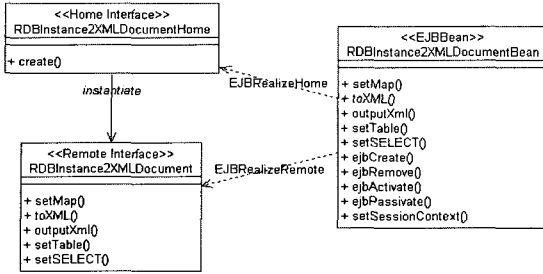 <<Home Interface>>
RDBInstance2XMLDocumentHome
+ create()
instantiate
<<Remote Interface>>
RDBInstance2XMLDocument
+ setMap()
+ toXML()
+ outputXml()
+ setTable()
+ setSELECT()
EJBRealizeHome
EJBRealizeRemote
<<EJBBean>>
RDBInstance2XMLDocumentBean
+ setMap()
+ toXML()
+ outputXml()
+ setTable()
+ setSELECT()
+ ejbCreate()
+ ejbRemove()
+ ejbActivate()
+ ejbPassivate()
+ setSessionContext()